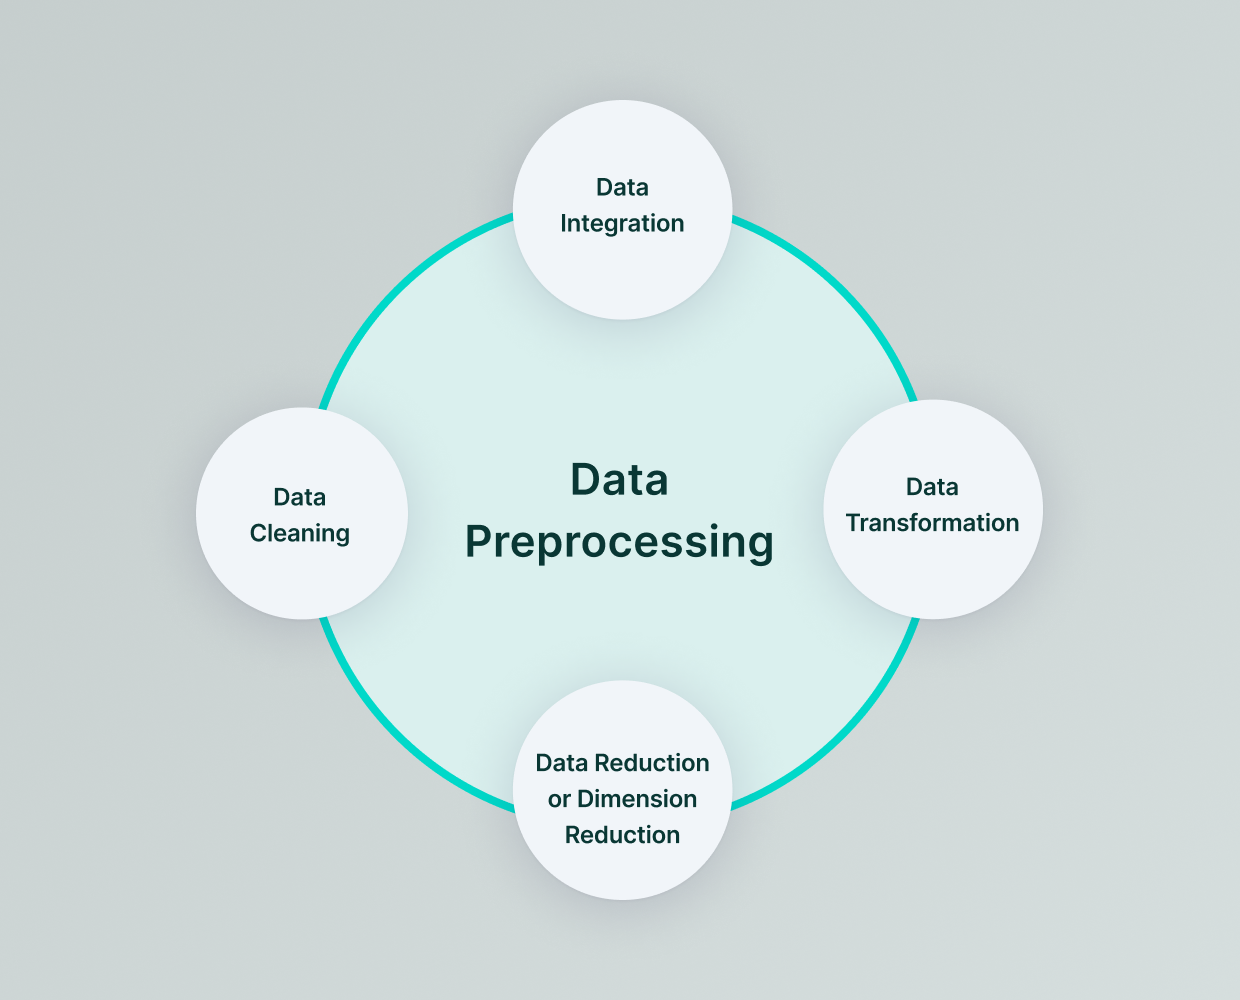 Data
Integration
Data
Cleaning
Data
Preprocessing
Data
Transformation
Data Reduction
or Dimension
Reduction